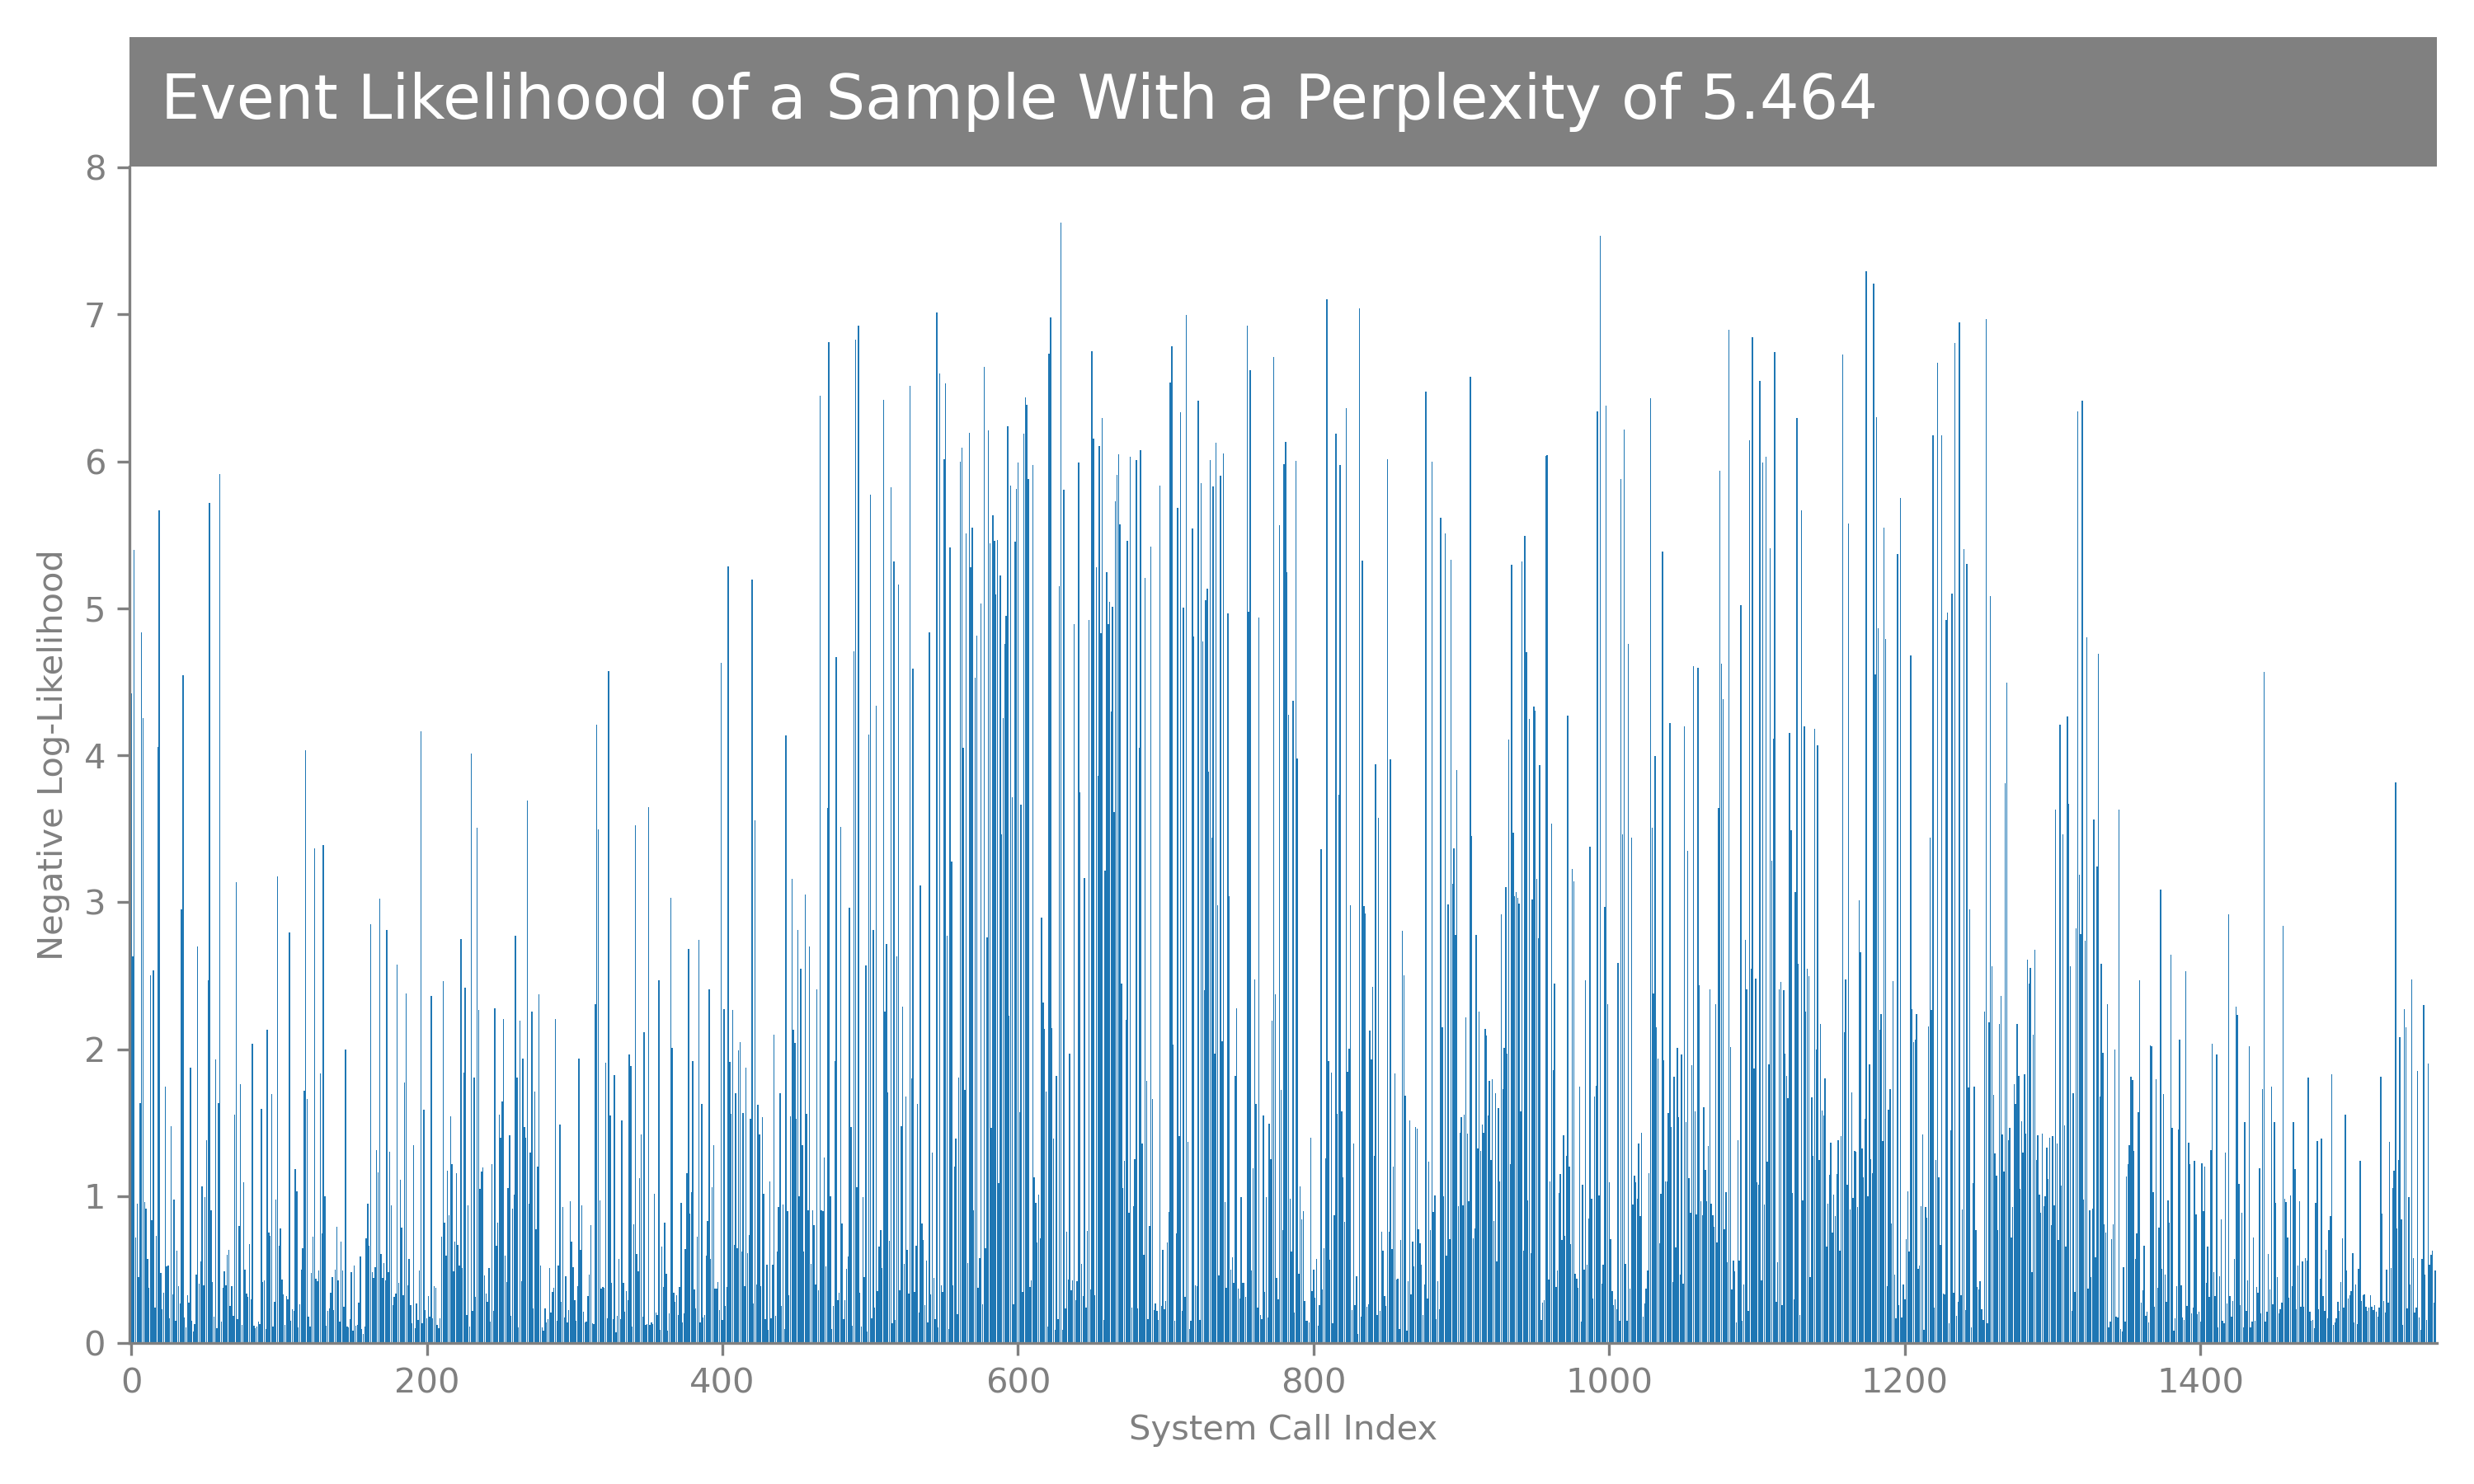 Event Likelihood of a Sample With a Perplexity of 5.464
8
7
6
5
4
3
2
1
0
Negative Log-Likelihood
0 200 400 600 800 1000 1200 1400
System Call Index